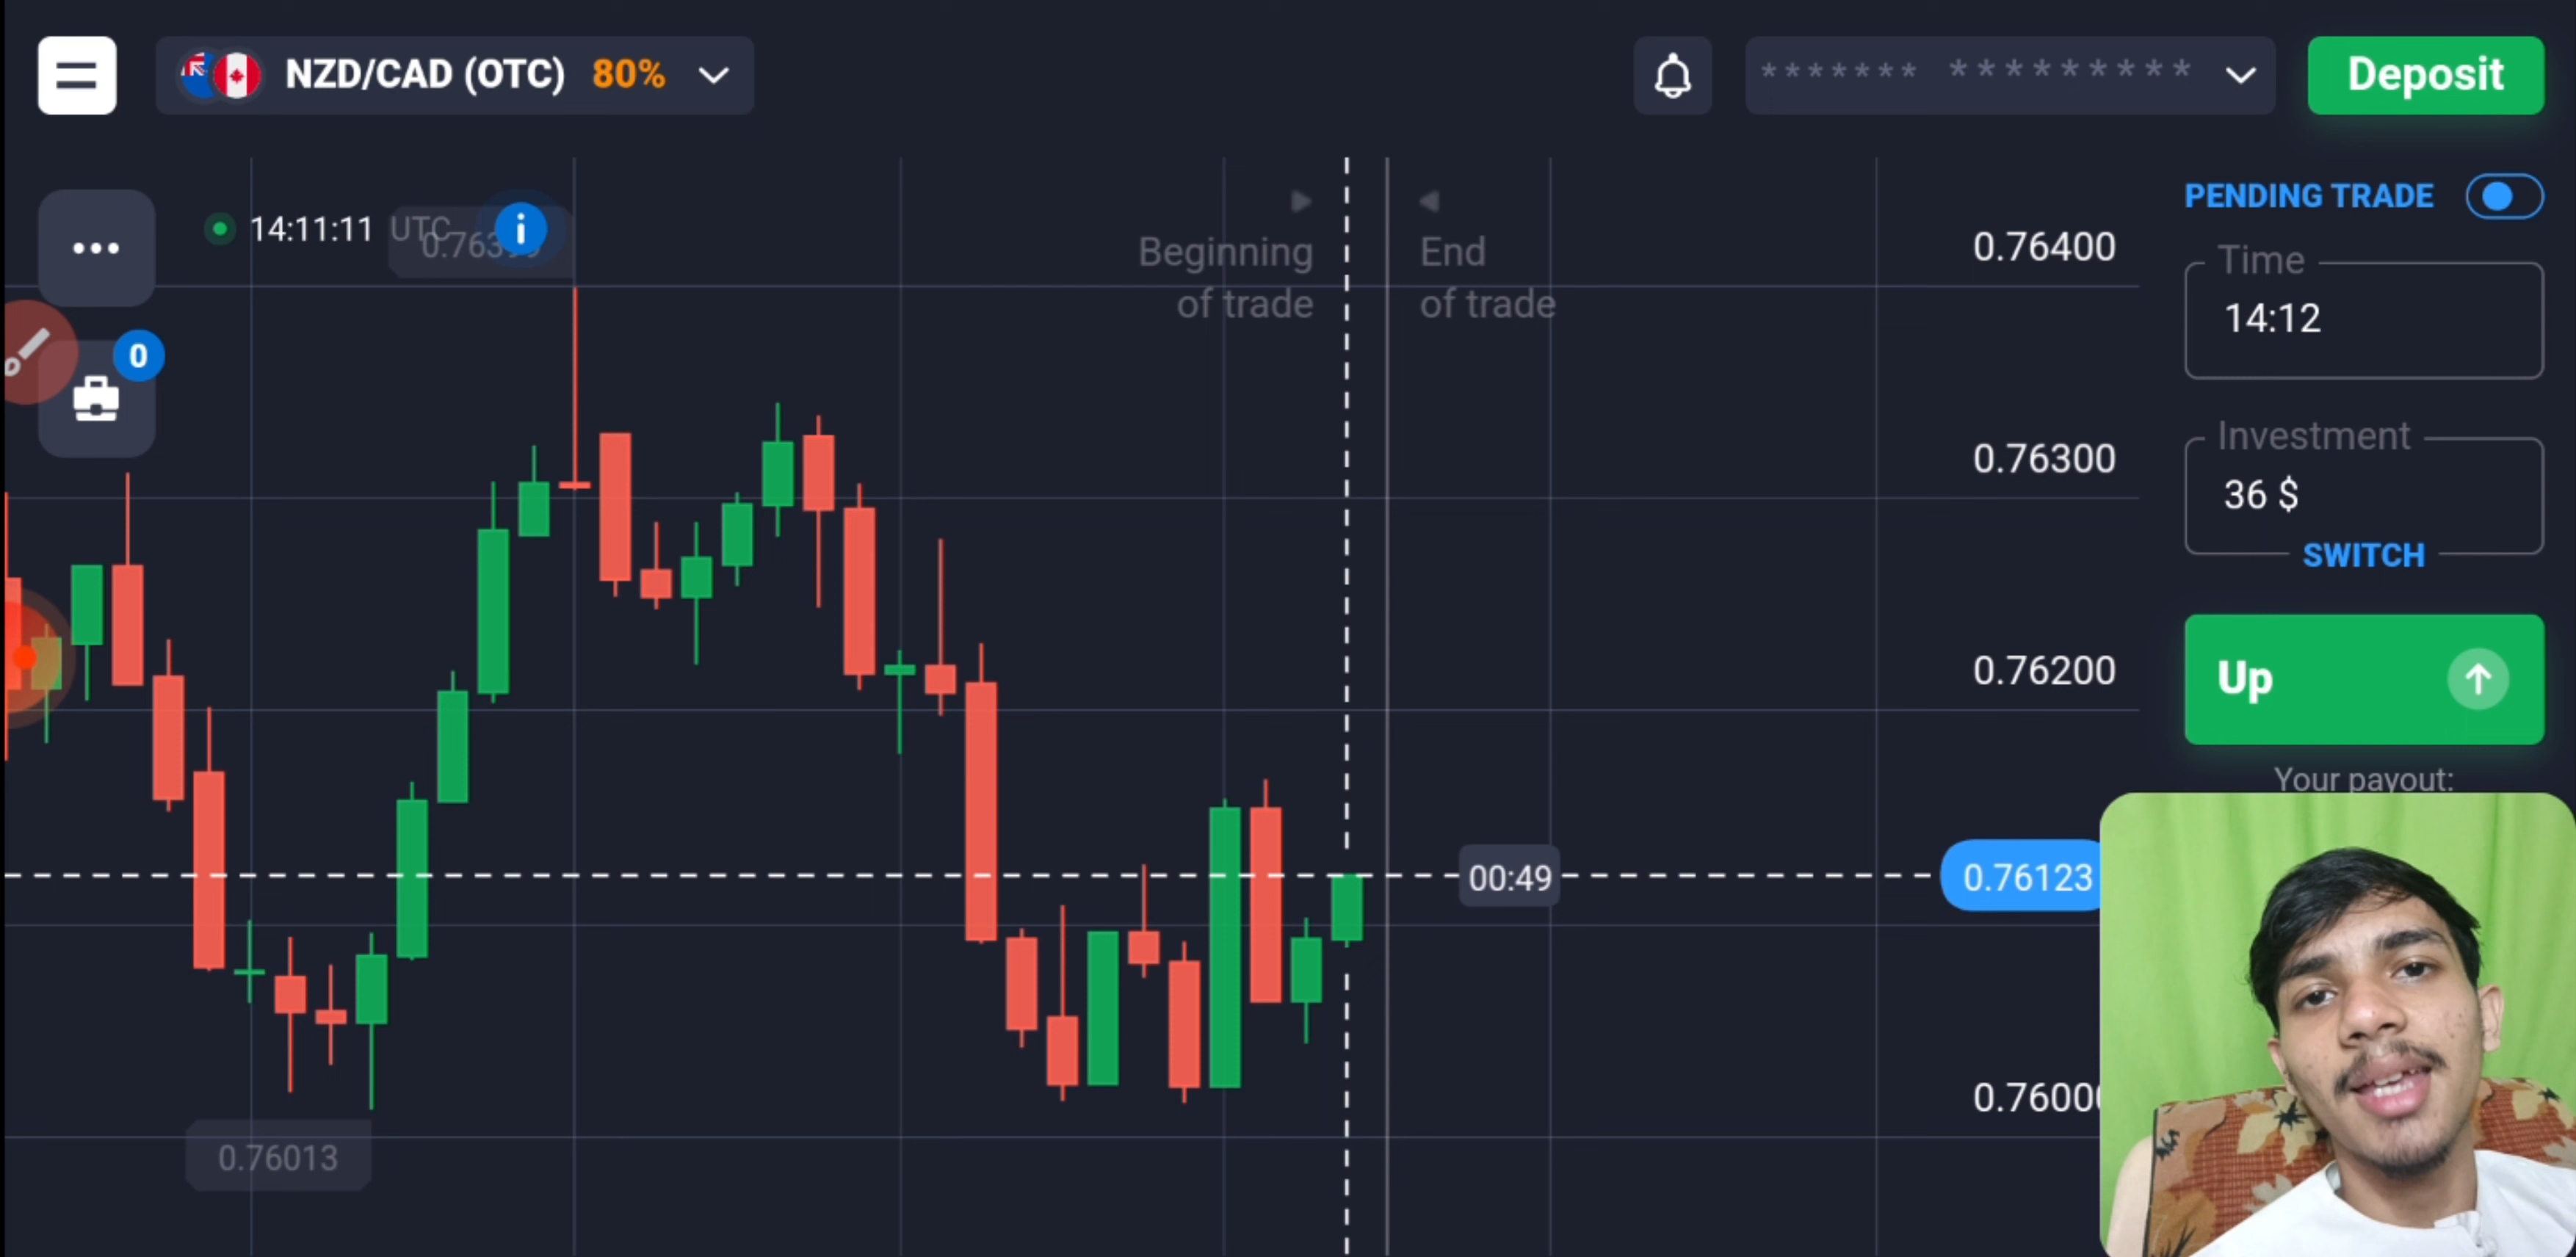 NZD/CAD (OTC) 80%
******* *********
Deposit
14:11:11 UTC
Beginning
of trade
End
of trade
0.76400
0.76300
0.76200
0.76123
00:49
0.76013
PENDING TRADE
Time
14:12
Investment
36 $
SWITCH
Up
Your payout:
0